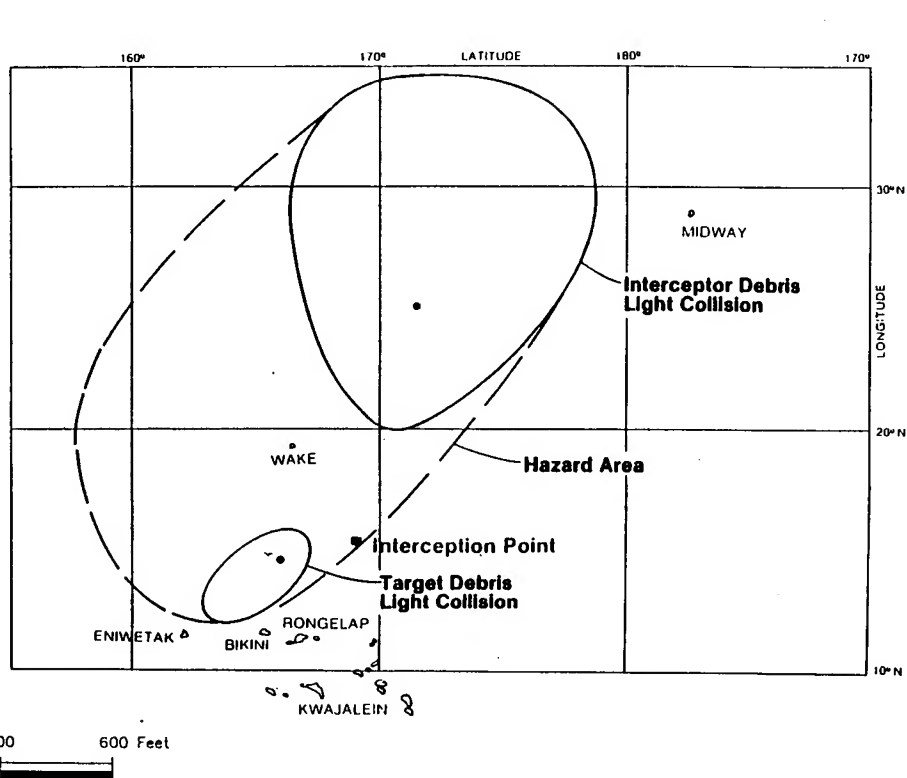 160° 170° LATITUDE 180° 170°
30° N
MIDWAY
Interceptor Debris
Light Collision
LONGITUDE
20° N
WAKE
Hazard Area
Interception Point
Target Debris
Light Collision
RONGELAP
ENIWETAK
BIKINI
10° N
KWAJALEIN
00 600 Feet